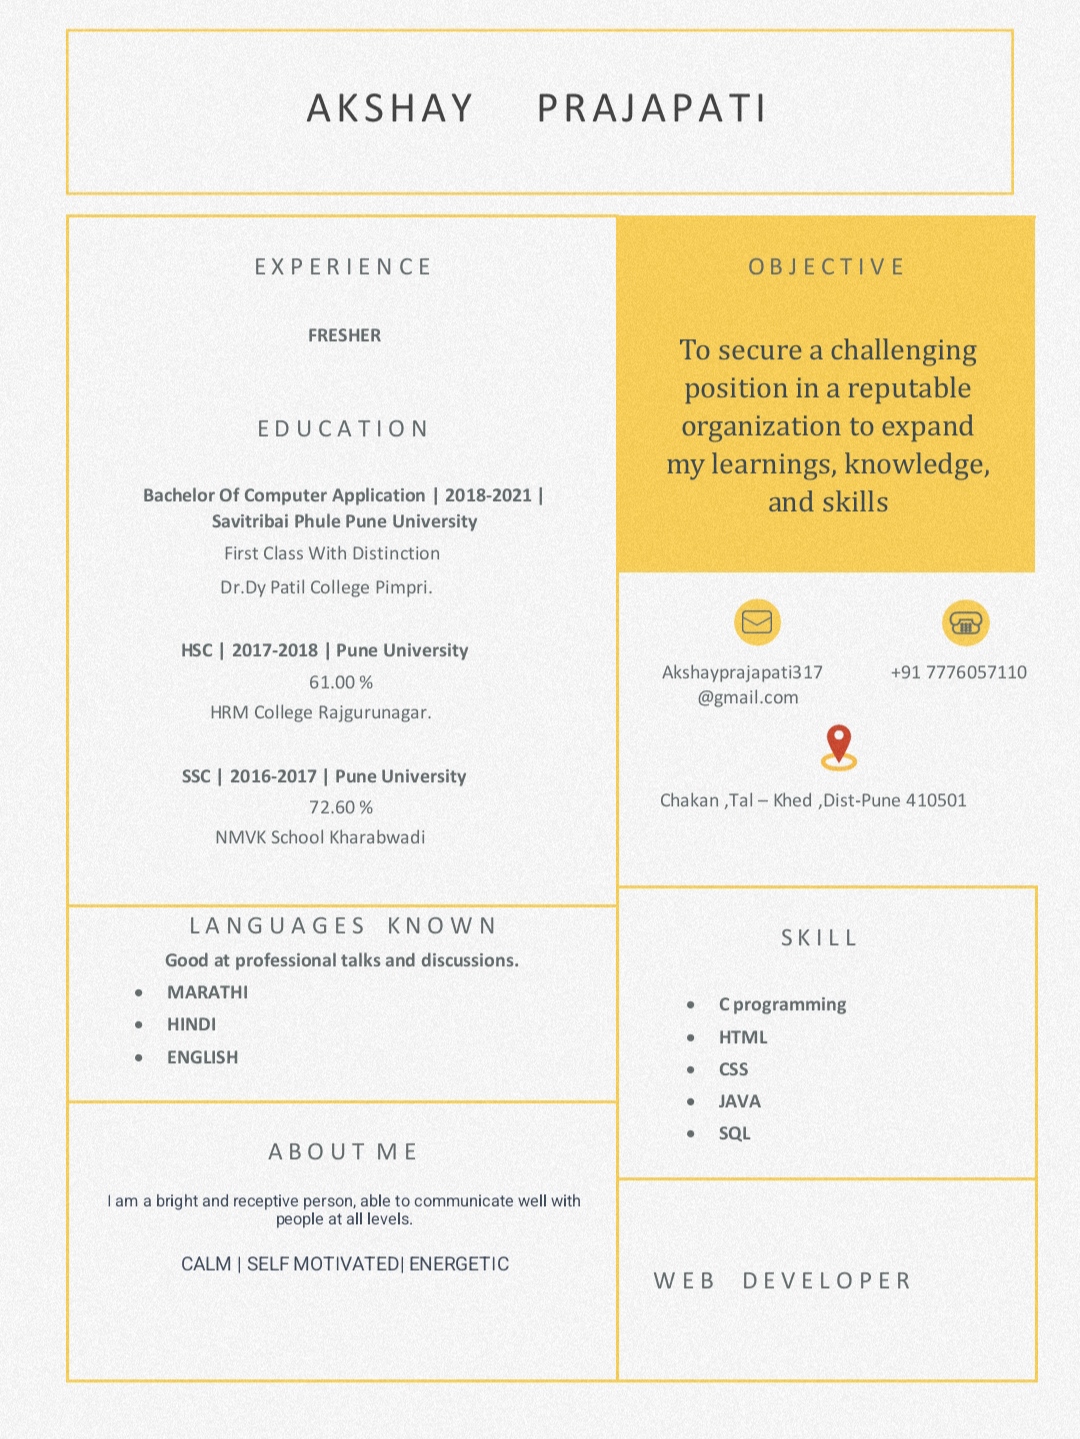 AKSHAY PRAJAPATI
EXPERIENCE
FRESHER
EDUCATION
Bachelor Of Computer Application | 2018-2021 |
Savitribai Phule Pune University
First Class With Distinction
Dr.Dy Patil College Pimpri.
HSC | 2017-2018 | Pune University
61.00 %
HRM College Rajgurunagar.
SSC | 2016-2017 | Pune University
72.60 %
NMVK School Kharabwadi
LANGUAGES KNOWN
Good at professional talks and discussions.
• MARATHI
• HINDI
• ENGLISH
ABOUT ME
I am a bright and receptive person, able to communicate well with
people at all levels.
CALM | SELF MOTIVATED| ENERGETIC
OBJECTIVE
To secure a challenging
position in a reputable
organization to expand
my learnings, knowledge,
and skills
Akshayprajapati317
@gmail.com
+91 7776057110
Chakan ,Tal – Khed ,Dist-Pune 410501
SKILL
• C programming
• HTML
• CSS
• JAVA
• SQL
WEB DEVELOPER